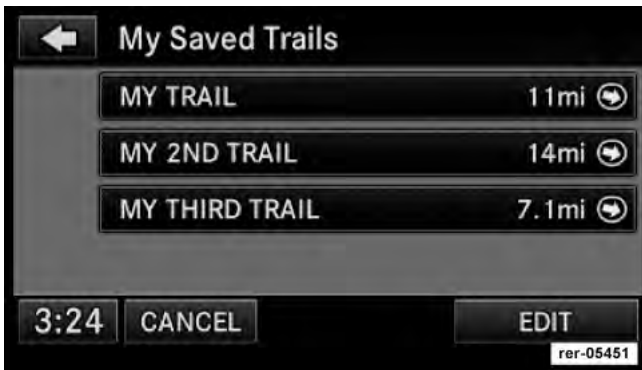 My Saved Trails
MY TRAIL 11mi
MY 2ND TRAIL 14mi
MY THIRD TRAIL 7.1mi
3:24 CANCEL EDIT
rer-05451